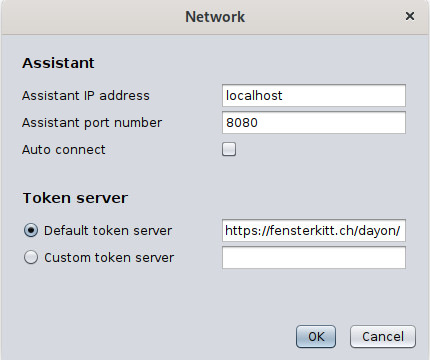 Network
Assistant
Assistant IP address localhost
Assistant port number 8080
Auto connect
Token server
Default token server https://fensterkitt.ch/dayon/
Custom token server
OK Cancel